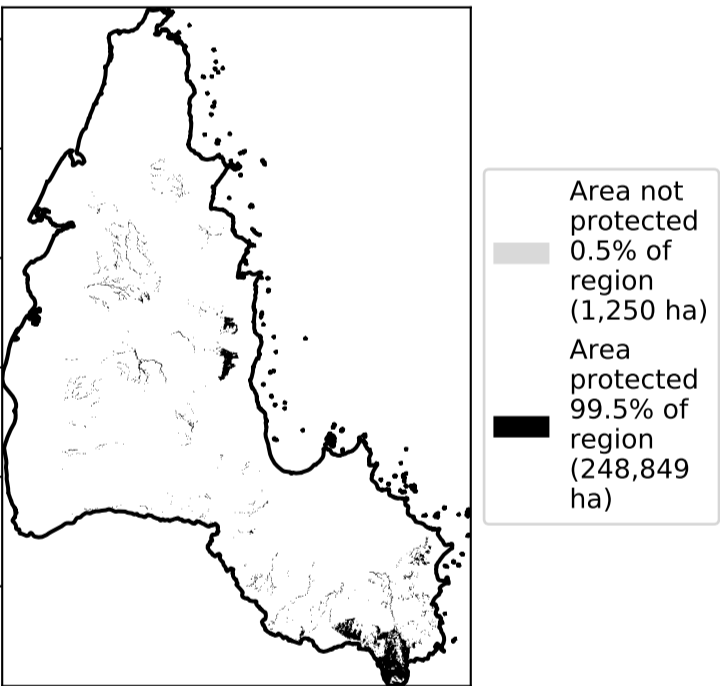 Area not
protected
0.5% of
region
(1,250 ha)
Area
protected
99.5% of
region
(248,849
ha)